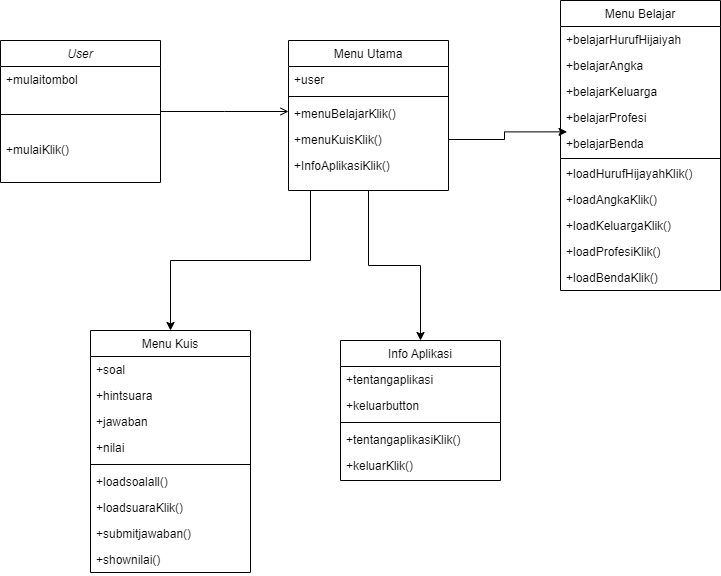 User
+mulaitombol
+mulaiKlik()
Menu Utama
+user
+menuBelajarKlik()
+menuKuisKlik()
+InfoAplikasiKlik()
Menu Belajar
+belajarHurufHijaiyah
+belajarAngka
+belajarKeluarga
+belajarProfesi
+belajarBenda
+loadHurufHijayahKlik()
+loadAngkaKlik()
+loadKeluargaKlik()
+loadProfesiKlik()
+loadBendaKlik()
Menu Kuis
+soal
+hintsuara
+jawaban
+nilai
+loadsoalall()
+loadsuaraKlik()
+submitjawaban()
+shownilai()
Info Aplikasi
+tentangaplikasi
+keluarbutton
+tentangaplikasiKlik()
+keluarKlik()